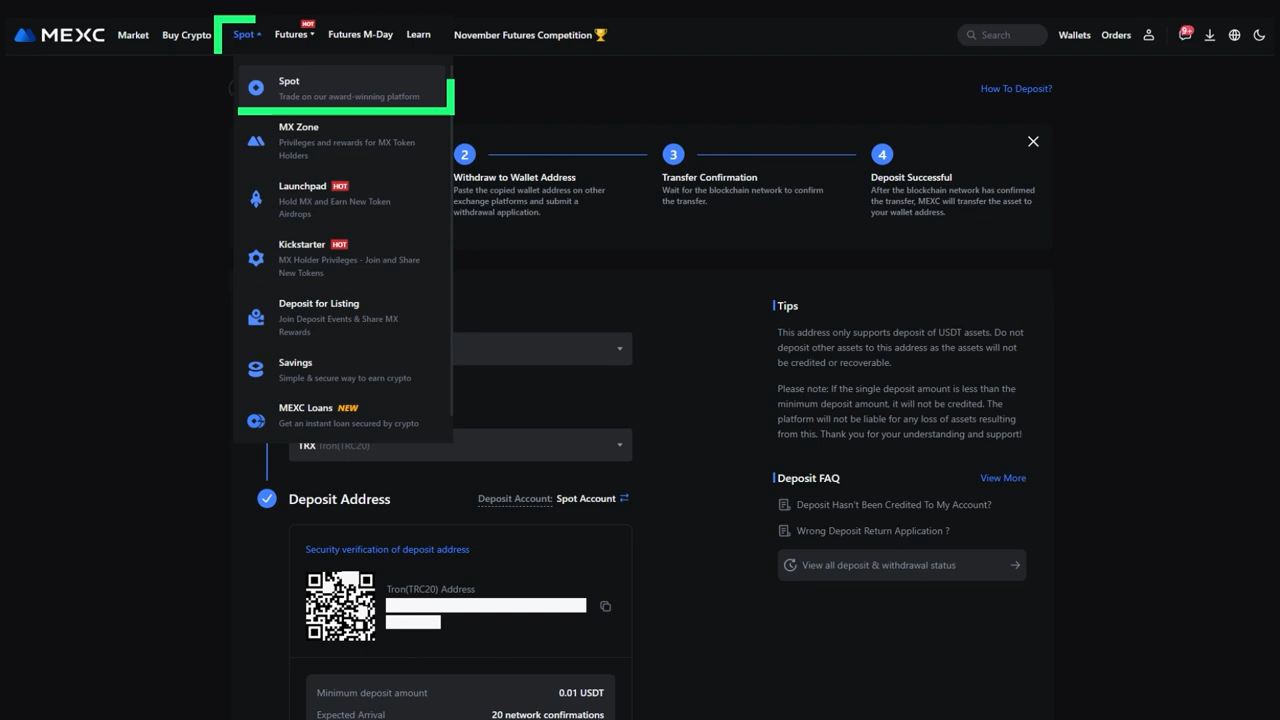 MEXC Market Buy Crypto Spot Futures HOT Futures M-Day Learn November Futures Competition Search Wallets Orders 9+
Spot
Trade on our award-winning platform
MX Zone
Privileges and rewards for MX Token
Holders
Launchpad HOT
Hold MX and Earn New Token
Airdrops
Kickstarter HOT
MX Holder Privileges - Join and Share
New Tokens
Deposit for Listing
Join Deposit Events & Share MX
Rewards
Savings
Simple & secure way to earn crypto
MEXC Loans NEW
Get an instant loan secured by crypto
How To Deposit?
2
Withdraw to Wallet Address
Paste the copied wallet address on other
exchange platforms and submit a
withdrawal application.
3
Transfer Confirmation
Wait for the blockchain network to confirm
the transfer.
4
Deposit Successful
After the blockchain network has confirmed
the transfer, MEXC will transfer the asset to
your wallet address.
TRX Tron(TRC20)
Deposit Address
Deposit Account: Spot Account
Security verification of deposit address
Tron(TRC20) Address
Minimum deposit amount 0.01 USDT
Expected Arrival 20 network confirmations
Tips
This address only supports deposit of USDT assets. Do not
deposit other assets to this address as the assets will not
be credited or recoverable.
Please note: If the single deposit amount is less than the
minimum deposit amount, it will not be credited. The
platform will not be liable for any loss of assets resulting
from this. Thank you for your understanding and support!
Deposit FAQ View More
Deposit Hasn't Been Credited To My Account?
Wrong Deposit Return Application ?
View all deposit & withdrawal status